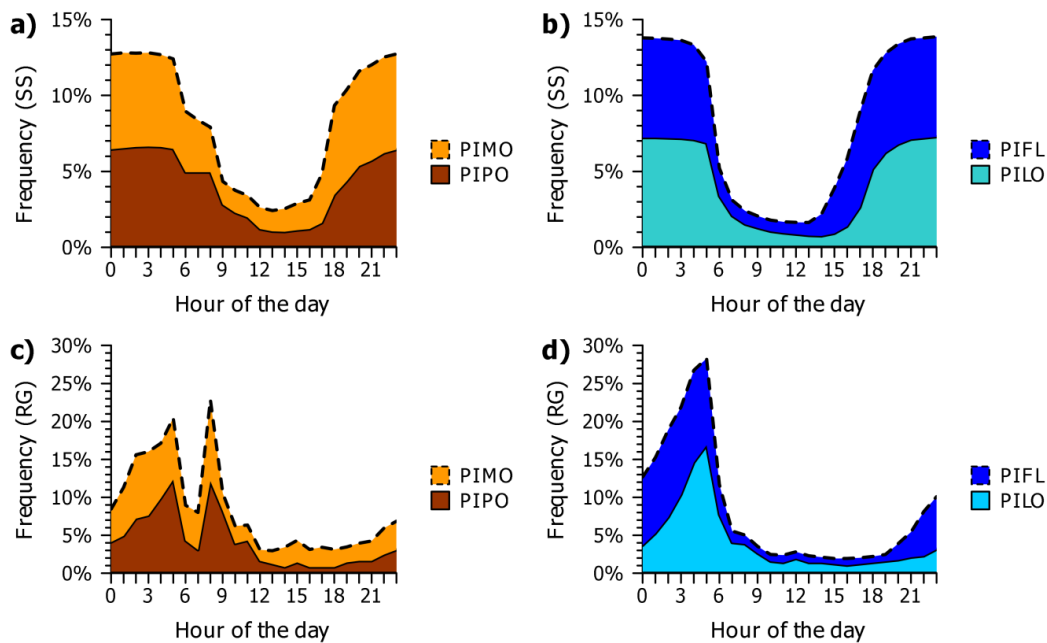 a)
15%
10%
5%
0%
Frequency (SS)
0 3 6 9 12 15 18 21
Hour of the day
PIMO
PIPO
b)
15%
10%
5%
0%
Frequency (SS)
0 3 6 9 12 15 18 21
Hour of the day
PIFL
PILO
c)
30%
25%
20%
15%
10%
5%
0%
Frequency (RG)
0 3 6 9 12 15 18 21
Hour of the day
PIMO
PIPO
d)
30%
25%
20%
15%
10%
5%
0%
Frequency (RG)
0 3 6 9 12 15 18 21
Hour of the day
PIFL
PILO